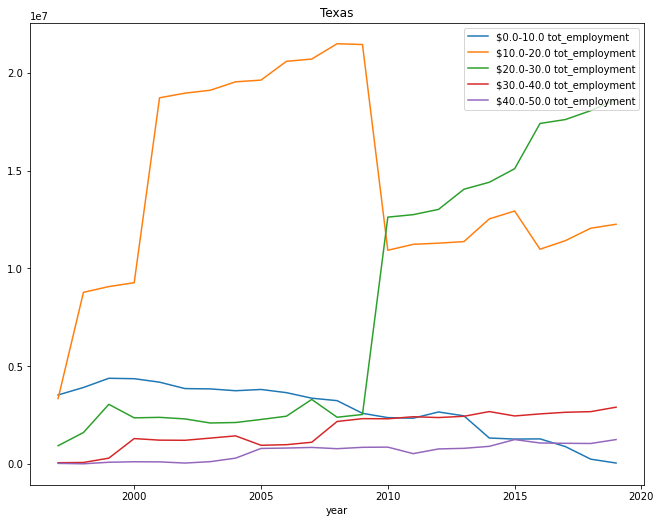 Texas
1e7
$0.0-10.0 tot_employment
$10.0-20.0 tot_employment
$20.0-30.0 tot_employment
$30.0-40.0 tot_employment
$40.0-50.0 tot_employment
2.0
1.5
1.0
0.5
0.0
2000 2005 2010 2015 2020
year